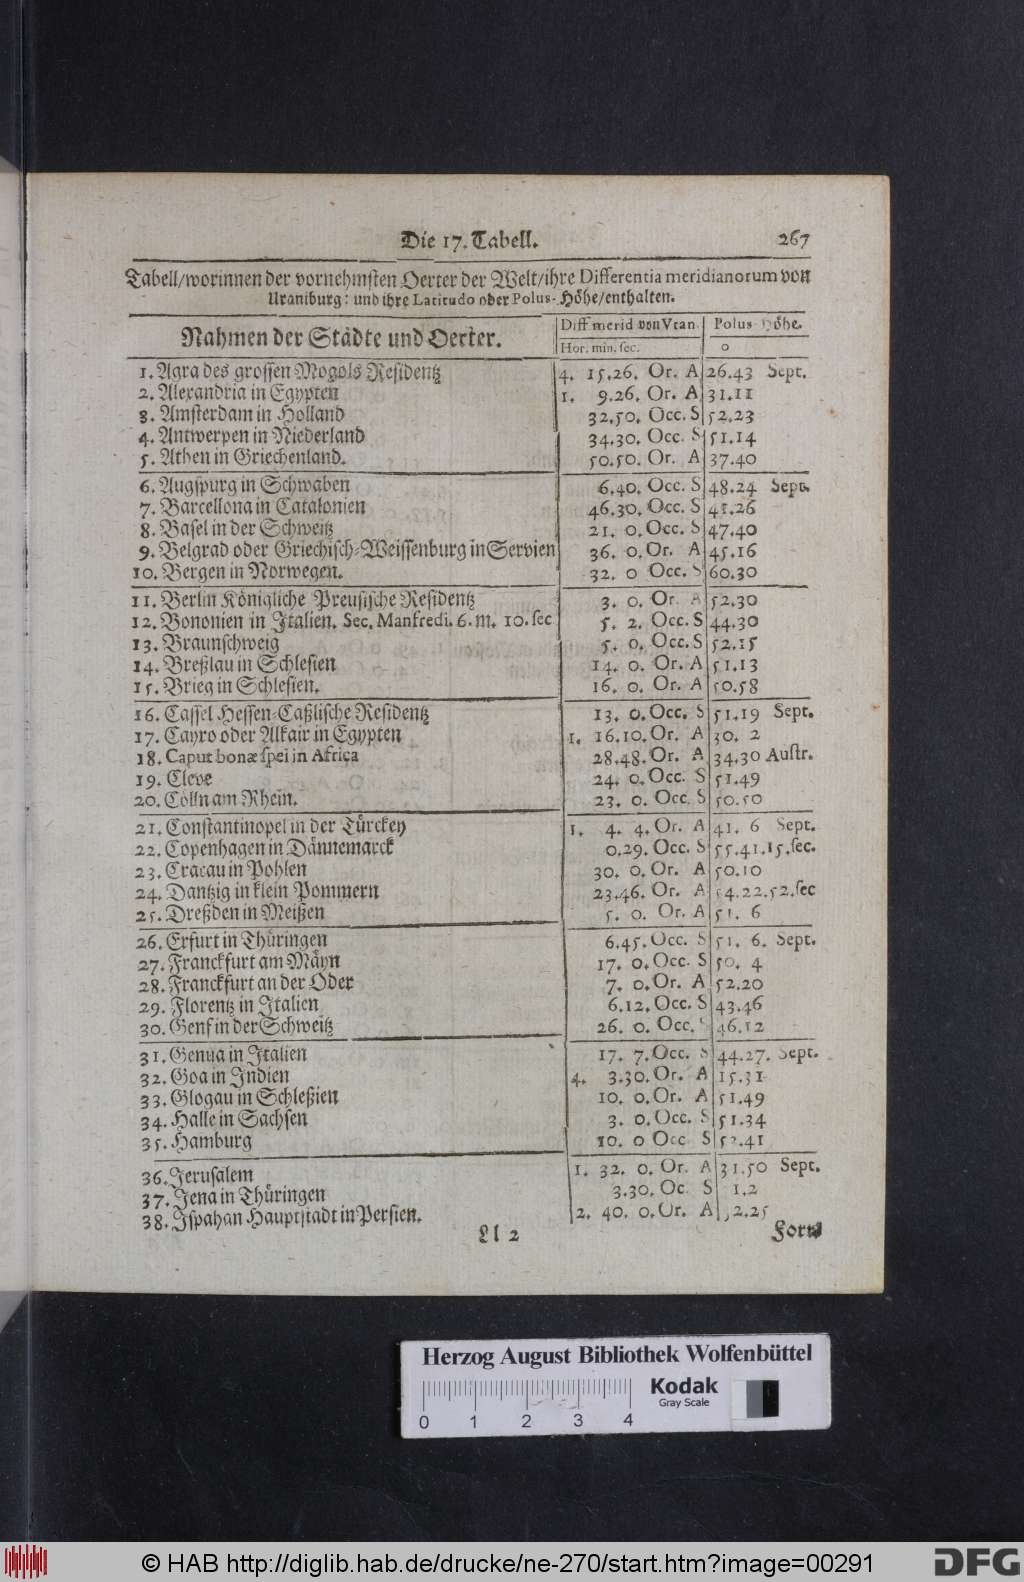 Die 17. Tabell. 267
Tabell/worinnen der vornehmsten Oerter der Welt/ihre Differentia meridianorum von
Uraniburg: und ihre Latitudo oder Polus-Höhe/enthalten.
Nahmen der Städte und Oerter. Diff merid von Vran. Polus-Höhe.
Hor. min. sec. o
1. Agra des grossen Mogols Residentz 4. 15.26. Or. A 26.43 Sept.
2. Alexandria in Egypten 1. 9.26. Or. A 31.11
3. Amsterdam in Holland 32.50. Occ. S 52.23
4. Antwerpen in Niederland 34.30. Occ. S 51.14
5. Athen in Griechenland. 50.50. Or. A 37.40
6. Augspurg in Schwaben 6.40. Occ. S 48.24 Sept.
7. Barcellona in Catalonien 46.30. Occ. S 41.26
8. Basel in der Schweitz 21. 0. Occ. S 47.40
9. Belgrad oder Griechisch-Weissenburg in Servien 36. 0. Or. A 45.16
10. Bergen in Norwegen. 32. 0 Occ. S 60.30
11. Berlin Königliche Preusische Residentz 3. 0. Or. A 52.30
12. Bononien in Italien. Sec. Manfredi. 6. m. 10. sec 5. 2. Occ. S 44.30
13. Braunschweig 5. 0. Occ. S 52.15
14. Breßlau in Schlesien 14. 0. Or. A 51.13
15. Brieg in Schlesien. 16. 0. Or. A 50.58
16. Cassel Hessen-Caßlische Residentz 13. 0. Occ. S 51.19 Sept.
17. Cayro oder Alkair in Egypten 1. 16.10. Or. A 30. 2
18. Caput bonæ spei in Africa 28.48. Or. A 34.30 Austr.
19. Cleve 24. 0. Occ. S 51.49
20. Cölln am Rhein. 23. 0. Occ. S 50.50
21. Constantinopel in der Türckey 1. 4. 4. Or. A 41. 6 Sept.
22. Copenhagen in Dännemarck 0.29. Occ. S 55.41.15. sec.
23. Cracau in Pohlen 30. 0. Or. A 50.10
24. Dantzig in klein Pommern 23.46. Or. A 54.22.52. sec
25. Dreßden in Meißen 5. 0. Or. A 51. 6
26. Erfurt in Thüringen 6.45. Occ. S 51. 6. Sept.
27. Franckfurt am Mäyn 17. 0. Occ. S 50. 4
28. Franckfurt an der Oder 7. 0. Or. A 52.20
29. Florentz in Italien 6.12. Occ. S 43.46
30. Genf in der Schweitz 26. 0. Occ. S 46.12
31. Genua in Italien 17. 7. Occ. S 44.27. Sept.
32. Goa in Indien 4. 3.30. Or. A 15.31
33. Glogau in Schleßien 10. 0. Or. A 51.49
34. Halle in Sachsen 3. 0. Occ. S 51.34
35. Hamburg 10. 0 Occ S 53.41
36. Jerusalem 1. 32. 0. Or. A 31.50 Sept.
37. Jena in Thüringen 3.30. Oc. S 1.2
38. Ispahan Hauptstadt in Persien. 2. 40. 0. Or. A 2.25
Ll 2 Forts
Herzog August Bibliothek Wolfenbüttel
Kodak
Gray Scale
0 1 2 3 4
© HAB http://diglib.hab.de/drucke/ne-270/start.htm?image=00291 DFG